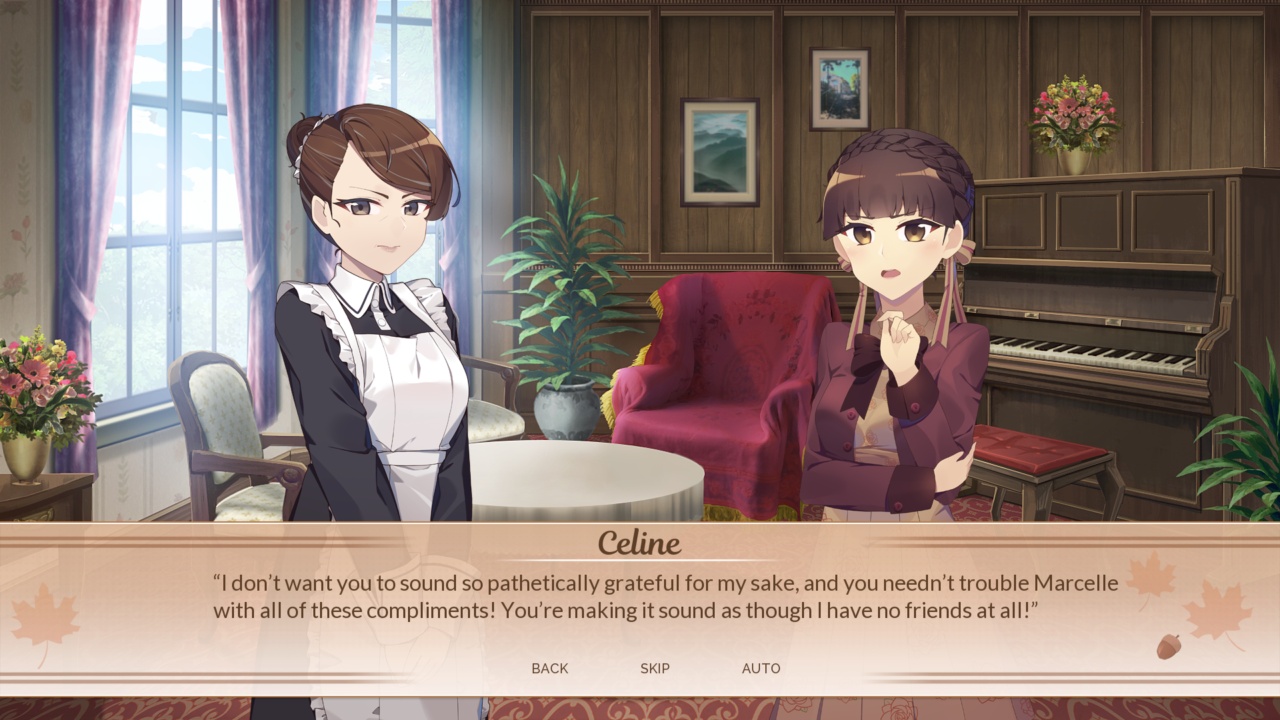 Celine
“I don’t want you to sound so pathetically grateful for my sake, and you needn’t trouble Marcelle
with all of these compliments! You’re making it sound as though I have no friends at all!”
BACK SKIP AUTO